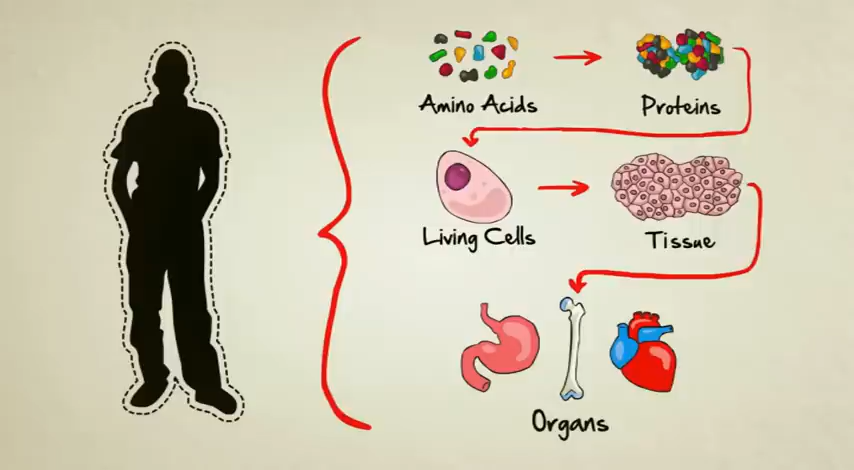 Amino Acids
Proteins
Living Cells
Tissue
Organs